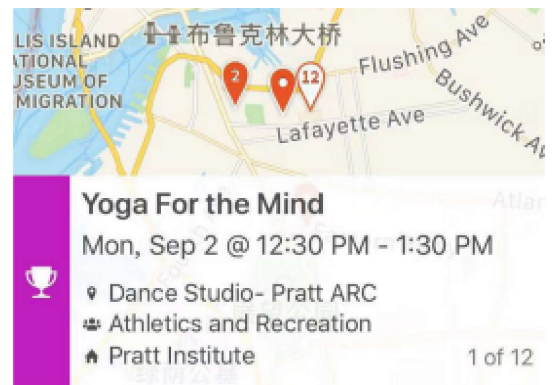 LIS ISLAND
ATIONAL
USEUM OF
MIGRATION
布鲁克林大桥
Flushing Ave
Bushwick Av
2
12
Lafayette Ave
Atlan
Yoga For the Mind
Mon, Sep 2 @ 12:30 PM - 1:30 PM
Dance Studio- Pratt ARC
Athletics and Recreation
Pratt Institute
1 of 12